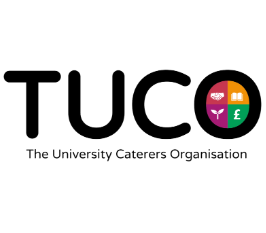 TUCO
£
The University Caterers Organisation